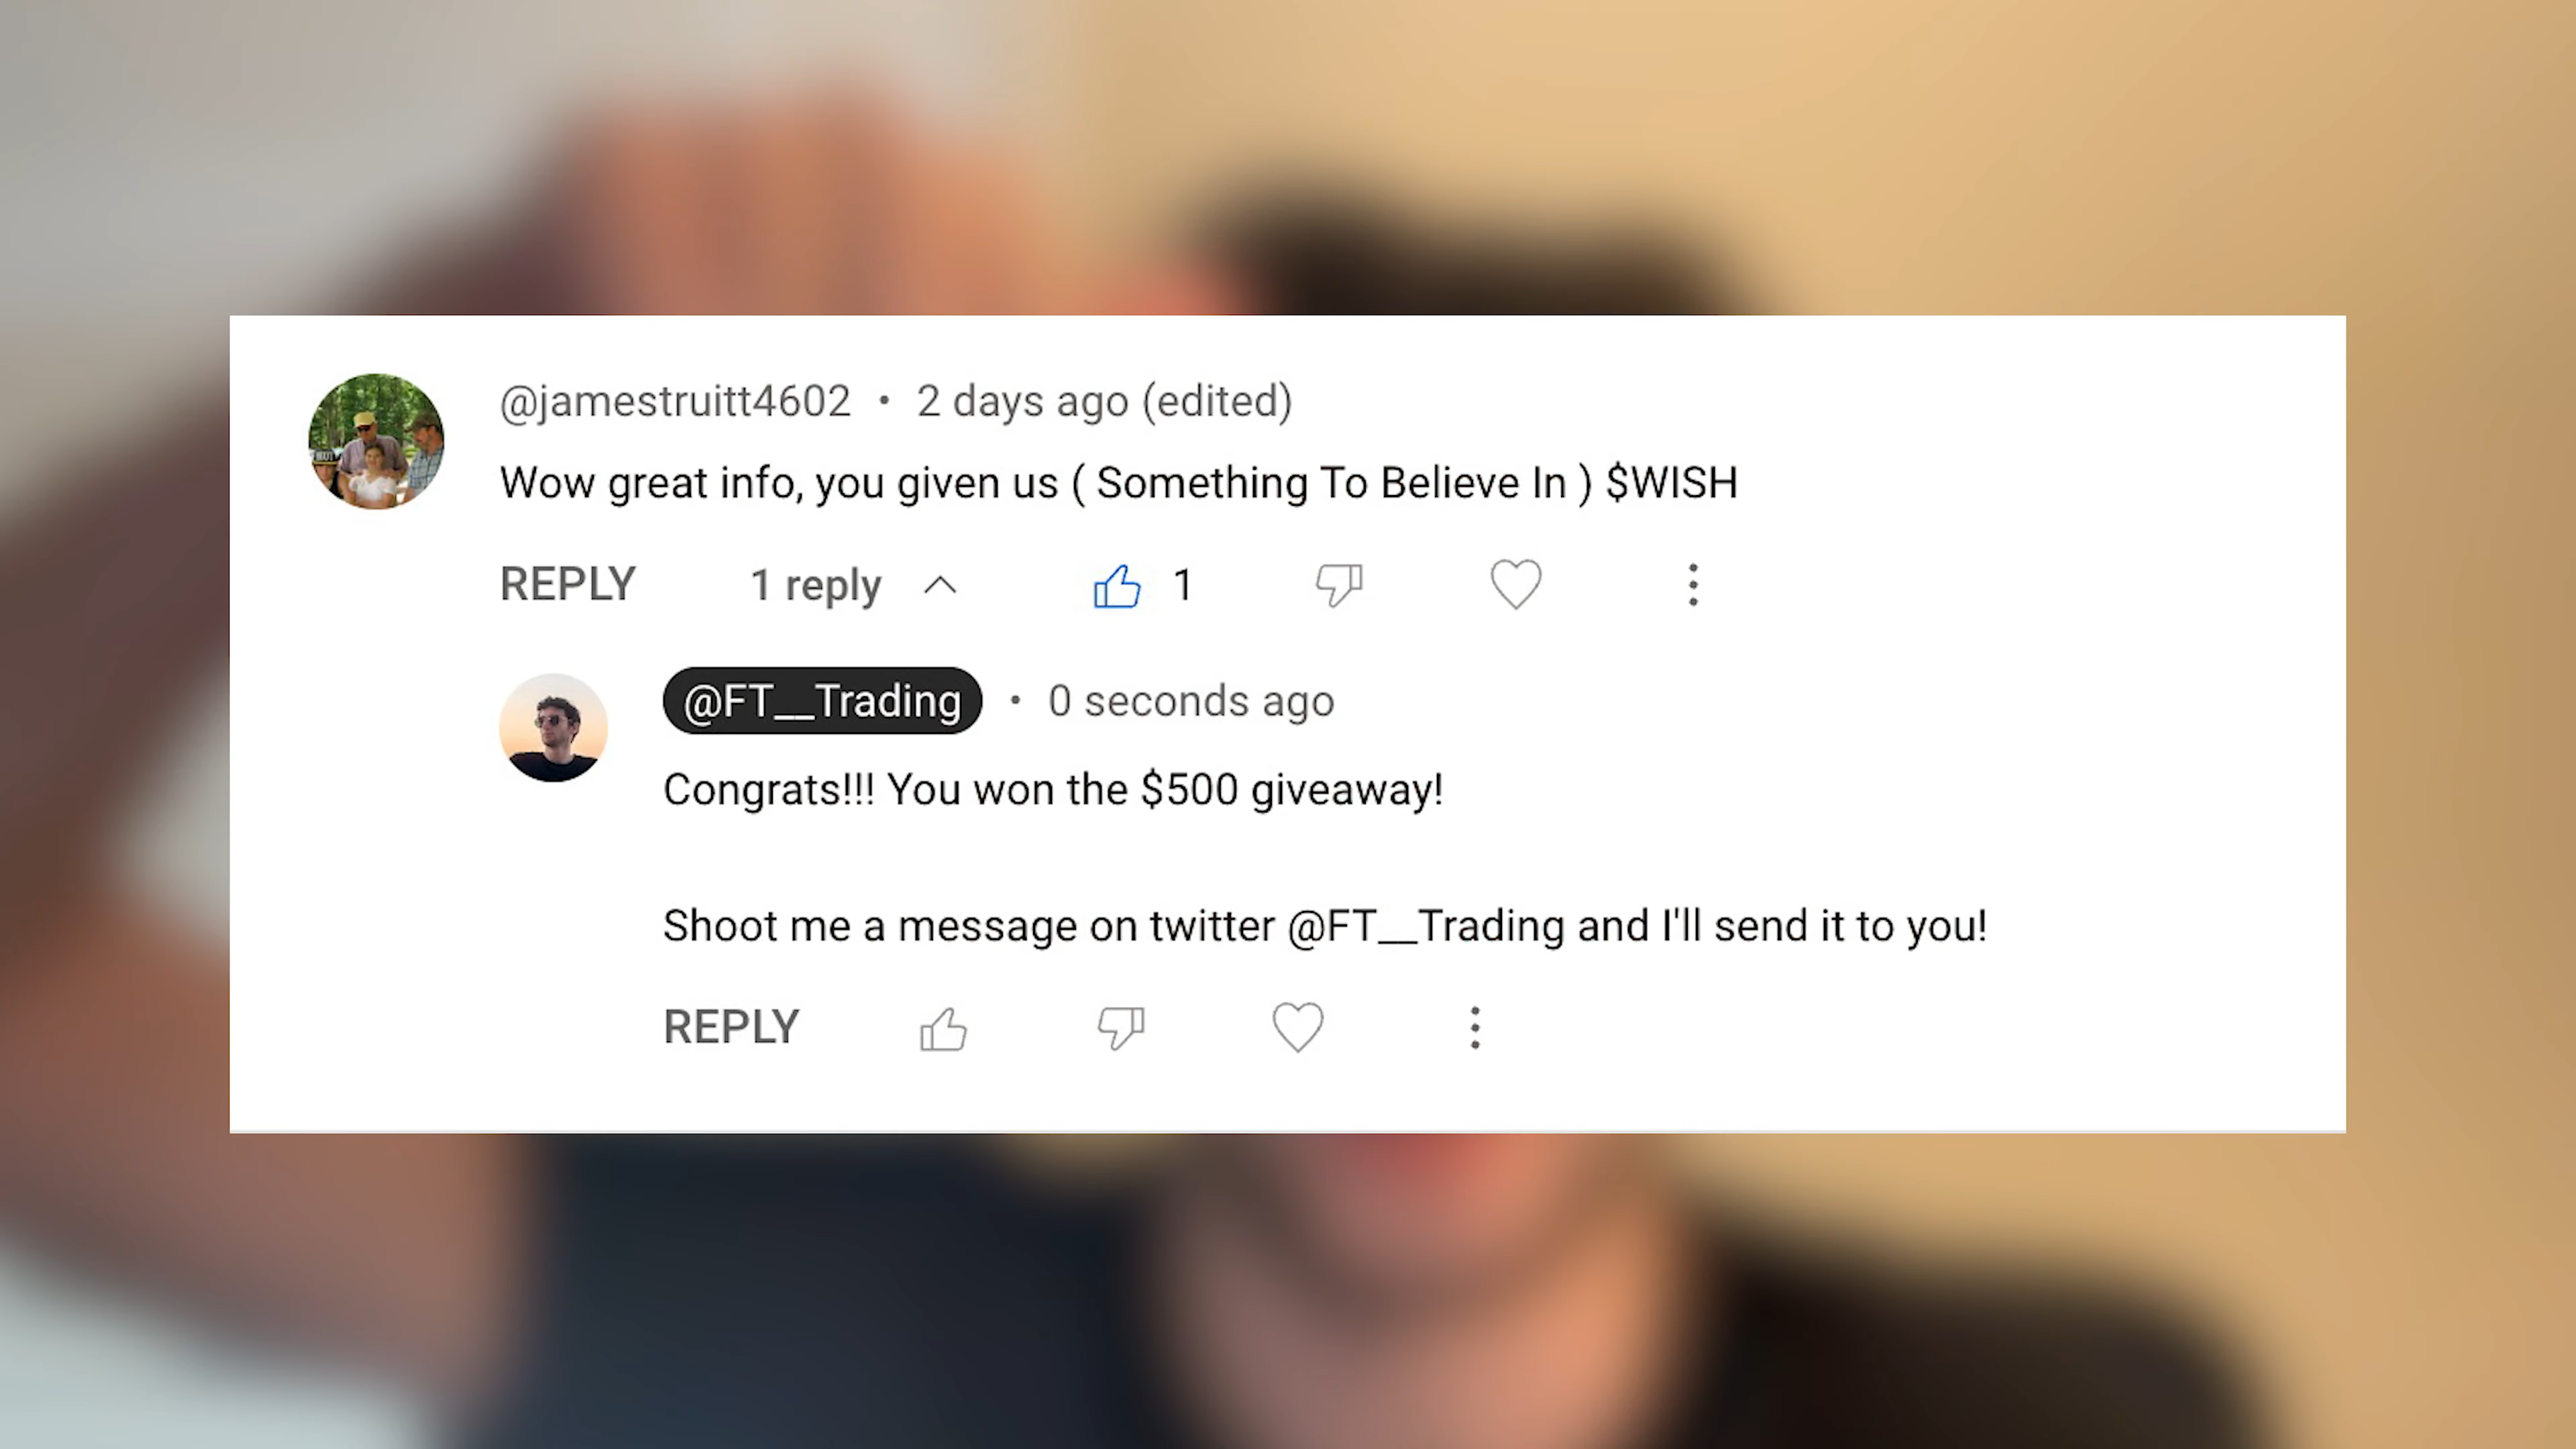 @jamestruitt4602 • 2 days ago (edited)
Wow great info, you given us ( Something To Believe In ) $WISH
REPLY 1 reply 1
@FT__Trading • 0 seconds ago
Congrats!!! You won the $500 giveaway!
Shoot me a message on twitter @FT__Trading and I'll send it to you!
REPLY